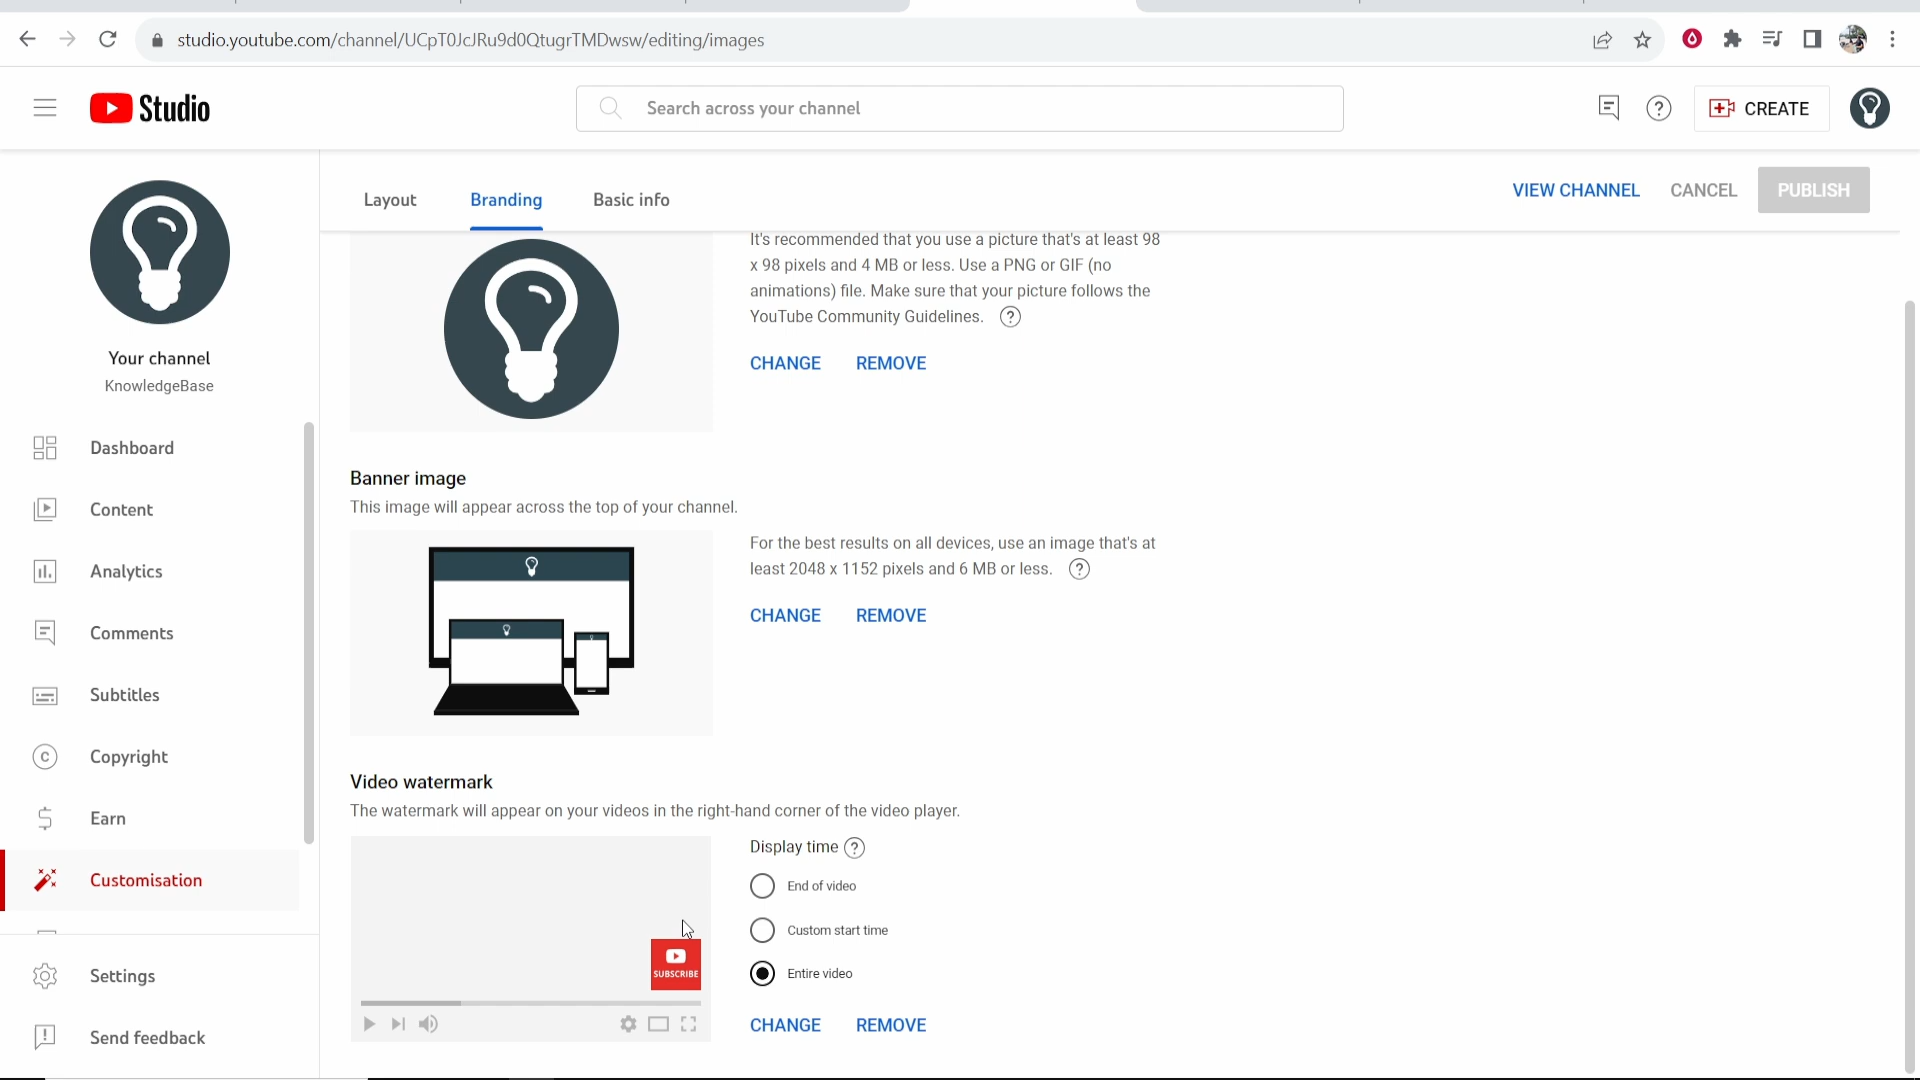 studio.youtube.com/channel/UCpT0JcJRu9d0QtugrTMDwsw/editing/images
Studio
Search across your channel
CREATE
Layout
Branding
Basic info
VIEW CHANNEL
CANCEL
PUBLISH
Your channel
KnowledgeBase
Dashboard
Content
Analytics
Comments
Subtitles
Copyright
Earn
Customisation
Settings
Send feedback
It's recommended that you use a picture that's at least 98
x 98 pixels and 4 MB or less. Use a PNG or GIF (no
animations) file. Make sure that your picture follows the
YouTube Community Guidelines.
CHANGE
REMOVE
Banner image
This image will appear across the top of your channel.
For the best results on all devices, use an image that's at
least 2048 x 1152 pixels and 6 MB or less.
CHANGE
REMOVE
Video watermark
The watermark will appear on your videos in the right-hand corner of the video player.
SUBSCRIBE
Display time
End of video
Custom start time
Entire video
CHANGE
REMOVE